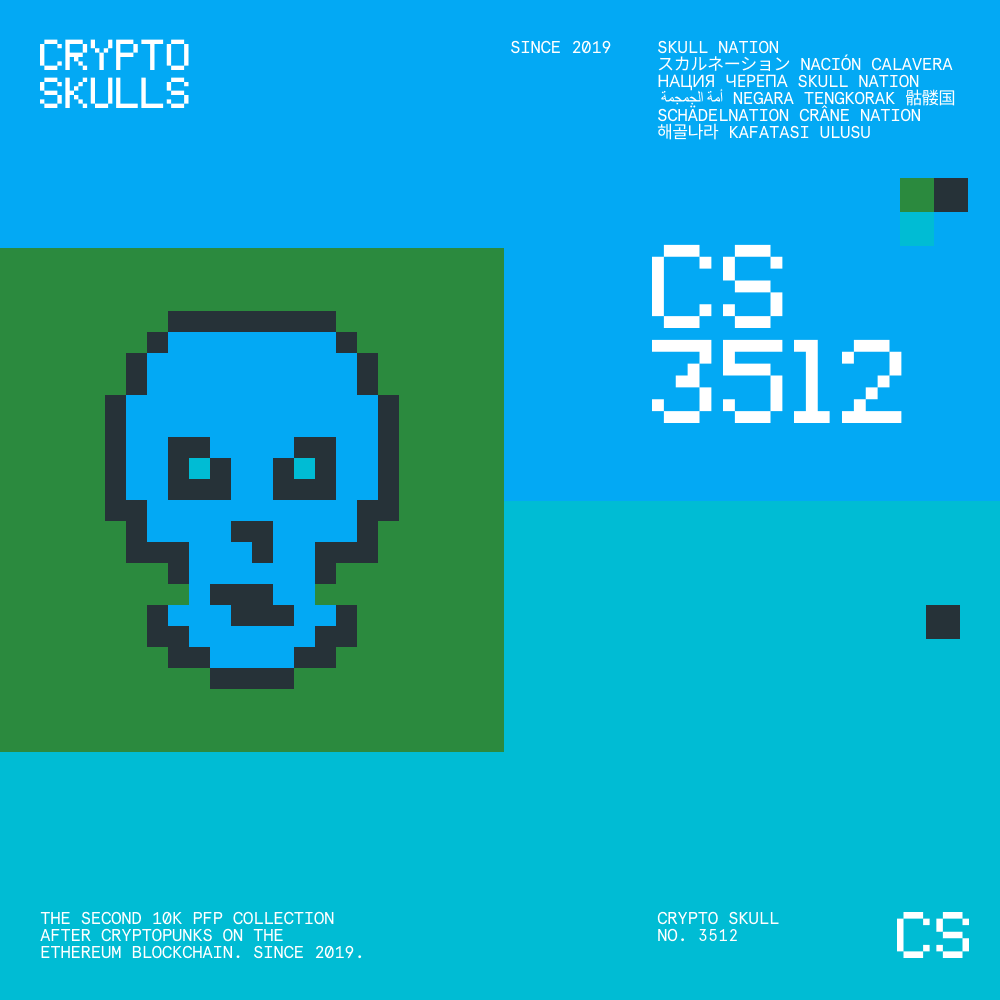 CRYPTO
SKULLS
SINCE 2019
SKULL NATION
スカルネーション NACIÓN CALAVERA
НАЦИЯ ЧЕРЕПА SKULL NATION
أمة الجمجمة NEGARA TENGKORAK 骷髅国
SCHÄDELNATION CRÂNE NATION
해골나라 KAFATASI ULUSU
CS
3512
THE SECOND 10K PFP COLLECTION
AFTER CRYPTOPUNKS ON THE
ETHEREUM BLOCKCHAIN. SINCE 2019.
CRYPTO SKULL
NO. 3512
CS